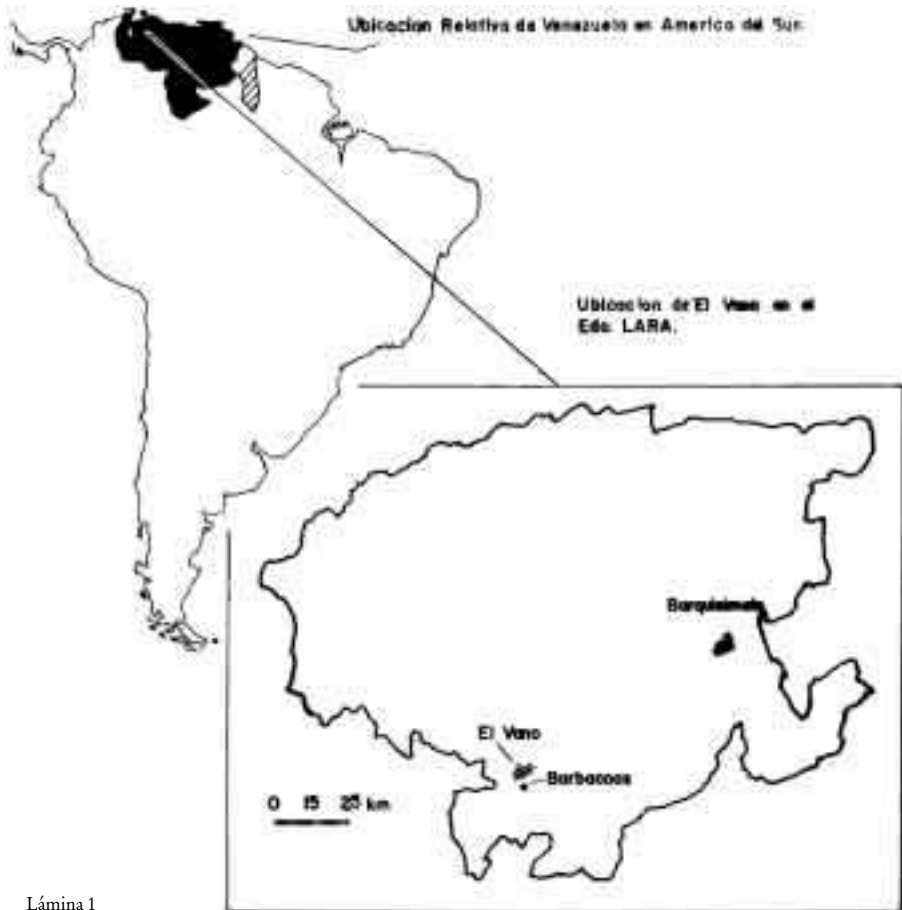 Ubicacion Relativa de Venezuela en America del Sur.
Ubicacion de El Vano en el
Edo. LARA.
Barquisimeto
El Vano
Barbacoas
0 15 25 km
Lámina 1